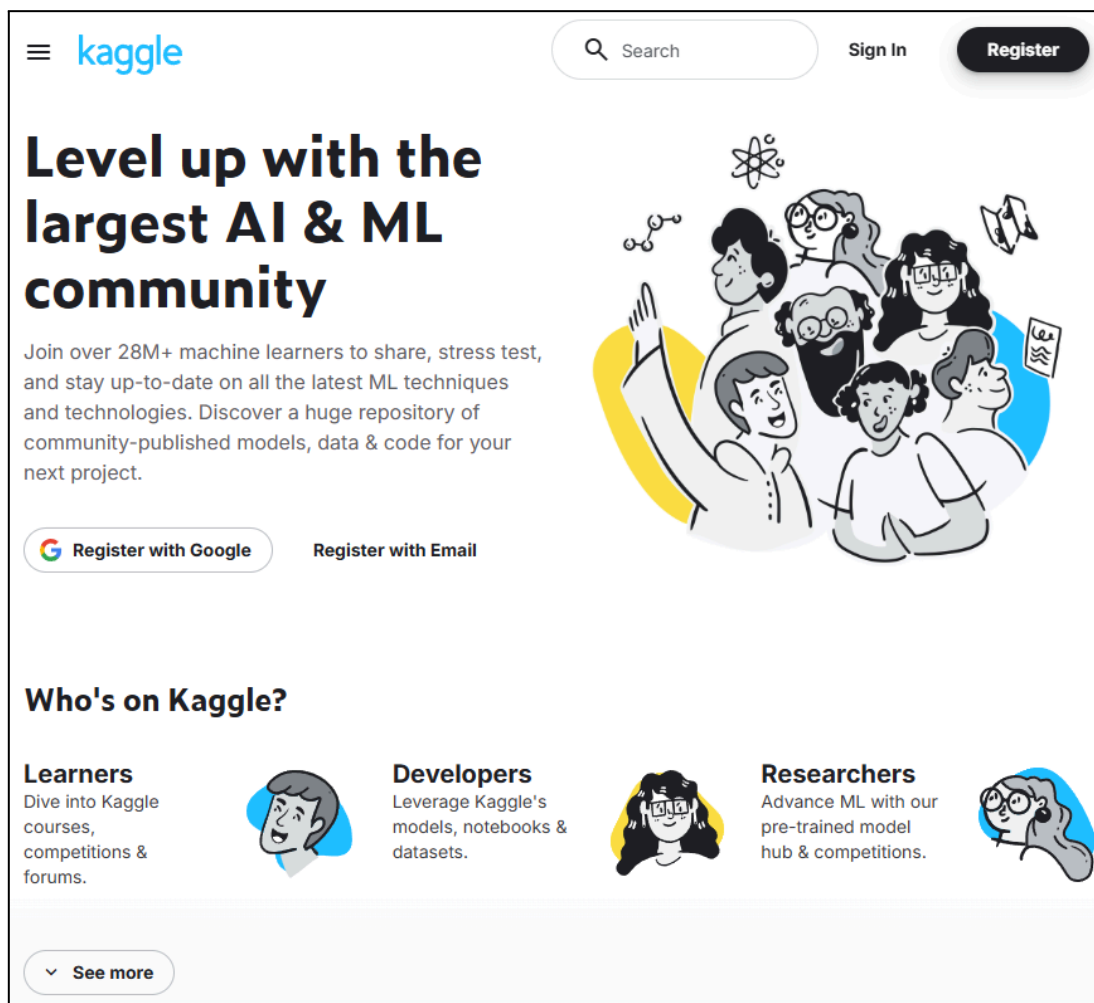 kaggle
Search
Sign In
Register
Level up with the
largest AI & ML
community
Join over 28M+ machine learners to share, stress test,
and stay up-to-date on all the latest ML techniques
and technologies. Discover a huge repository of
community-published models, data & code for your
next project.
Register with Google
Register with Email
Who's on Kaggle?
Learners
Dive into Kaggle
courses,
competitions &
forums.
Developers
Leverage Kaggle's
models, notebooks &
datasets.
Researchers
Advance ML with our
pre-trained model
hub & competitions.
See more